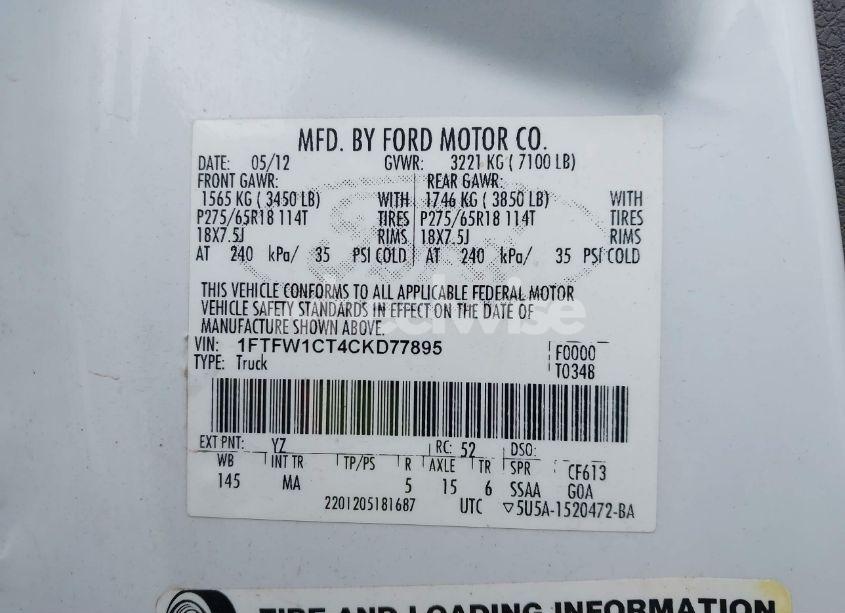 MFD. BY FORD MOTOR CO.
DATE: 05/12 GVWR: 3221 KG ( 7100 LB)
FRONT GAWR: REAR GAWR:
1565 KG ( 3450 LB) WITH 1746 KG ( 3850 LB) WITH
P275/65R18 114T TIRES P275/65R18 114T TIRES
18X7.5J RIMS 18X7.5J RIMS
AT 240 kPa/ 35 PSI COLD AT 240 kPa/ 35 PSI COLD
THIS VEHICLE CONFORMS TO ALL APPLICABLE FEDERAL MOTOR
VEHICLE SAFETY STANDARDS IN EFFECT ON THE DATE OF
MANUFACTURE SHOWN ABOVE.
VIN: 1FTFW1CT4CKD77895 F0000
TYPE: Truck T0348
EXT PNT: YZ RC: 52 DSO:
WB INT TR TP/PS R AXLE TR SPR CF613
145 MA 5 15 6 SSAA GOA
2201205181687 UTC ▽5U5A-1520472-BA
TIRE AND LOADING INFORMATION